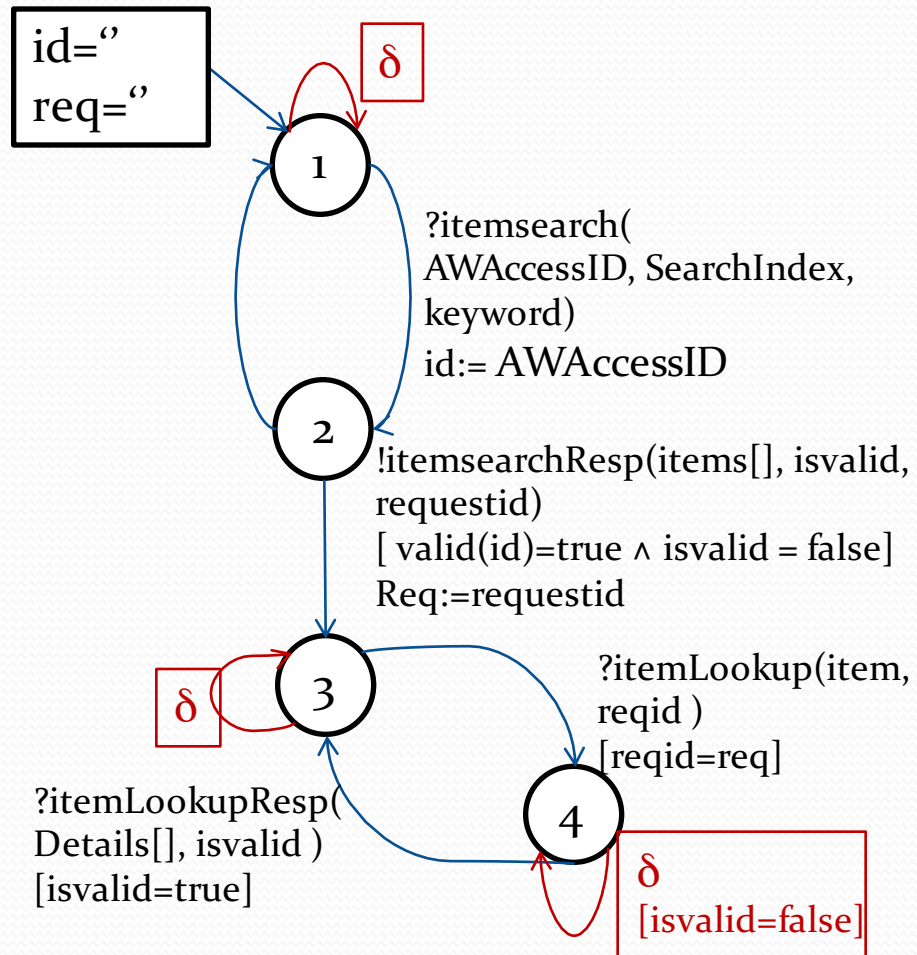 id=‘’
req=‘’
δ
1
?itemsearch(
AWAccessID, SearchIndex,
keyword)
id:= AWAccessID
2
!itemsearchResp(items[], isvalid,
requestid)
[ valid(id)=true ∧ isvalid = false]
Req:=requestid
3
δ
?itemLookup(item,
reqid )
[reqid=req]
?itemLookupResp(
Details[], isvalid )
[isvalid=true]
4
δ
[isvalid=false]